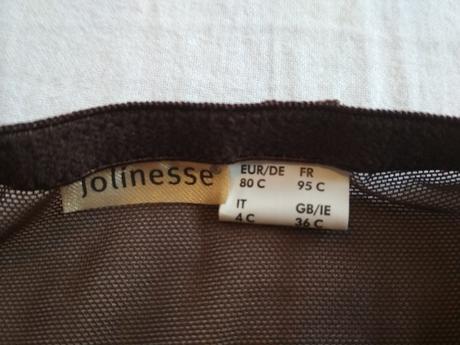 Jolinesse®
EUR/DE FR
80 C 95 C
IT GB/IE
4 C 36 C